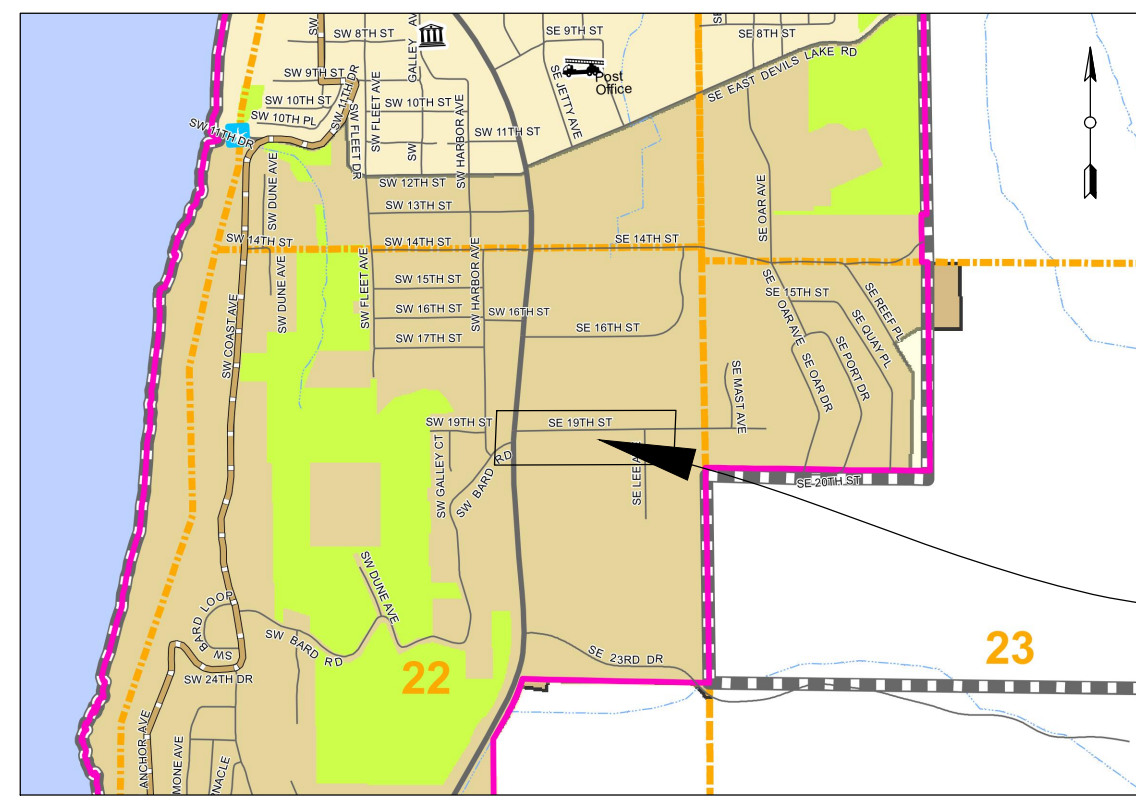 SW
SW 8TH ST
GALLEY AV
SE 9TH ST
SE
SE 8TH ST
SE EAST DEVILS LAKE RD
SW 9TH ST
SW 11TH DR
SW FLEET AVE
Post
Office
SE JETTY AVE
SW 10TH ST
SW 10TH ST
SW 10TH PL
SW 11TH DR
SW FLEET DR
SW
SW HARBOR AVE
SW 11TH ST
SW DUNE AVE
SW 12TH ST
SW 13TH ST
SE OAR AVE
SW 14TH ST
SW 14TH ST
SE 14TH ST
SW DUNE AVE
SW FLEET AVE
SW HARBOR AVE
SW 15TH ST
SE 15TH ST
SE OAR AVE
SE REEF PL
SW 16TH ST
SW 16TH ST
SE 16TH ST
SE QUAY PL
SW COAST AVE
SW 17TH ST
SE OAR DR
SE PORT DR
SE MAST AVE
SW 19TH ST
SE 19TH ST
SW GALLEY CT
SW BARD RD
SE LEE A
SE 20TH ST
SW DUNE AVE
SW BARD LOOP
SW BARD RD
SE 23RD DR
22
23
SW 24TH DR
ANCHOR AVE
MONE AVE
NACLE